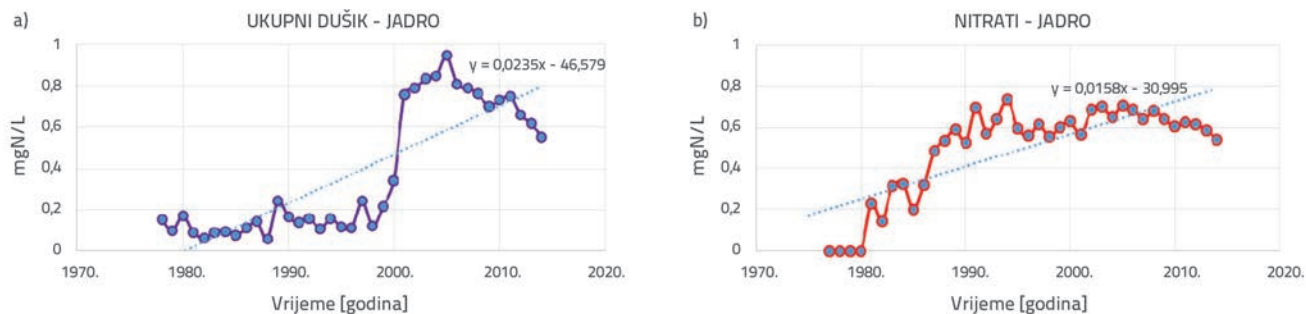 a)
UKUPNI DUŠIK - JADRO
1
0,8
0,6
0,4
0,2
0
mgN/L
y = 0,0235x - 46,579
1970.
1980.
1990.
2000.
2010.
2020.
Vrijeme [godina]
b)
NITRATI - JADRO
1
0,8
0,6
0,4
0,2
0
mgN/L
y = 0,0158x - 30,995
1970.
1980.
1990.
2000.
2010.
2020.
Vrijeme [godina]